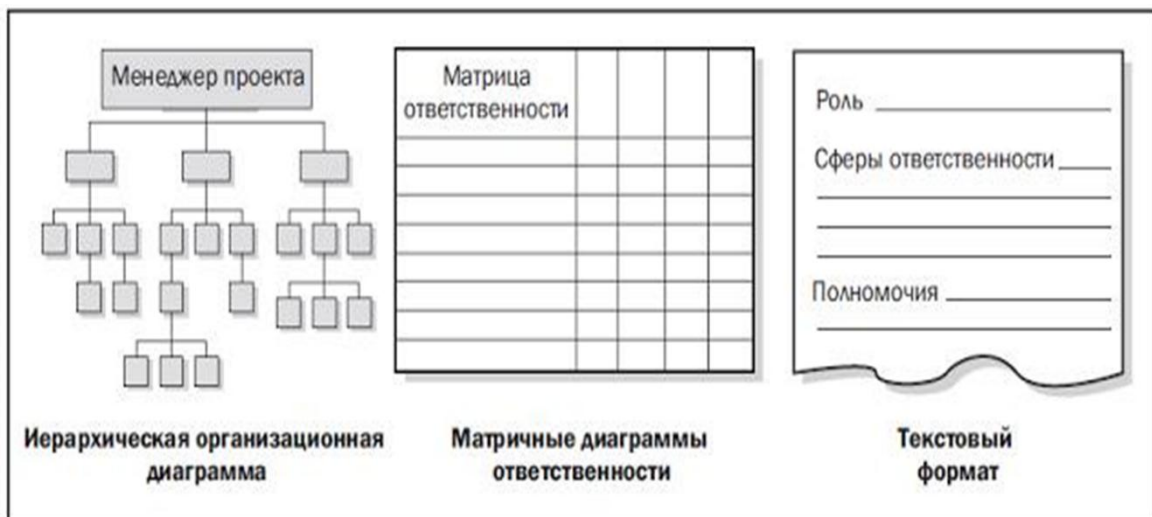 Менеджер проекта
Матрица
ответственности
Роль
Сферы ответственности
Полномочия
Иерархическая организационная
диаграмма
Матричные диаграммы
ответственности
Текстовый
формат